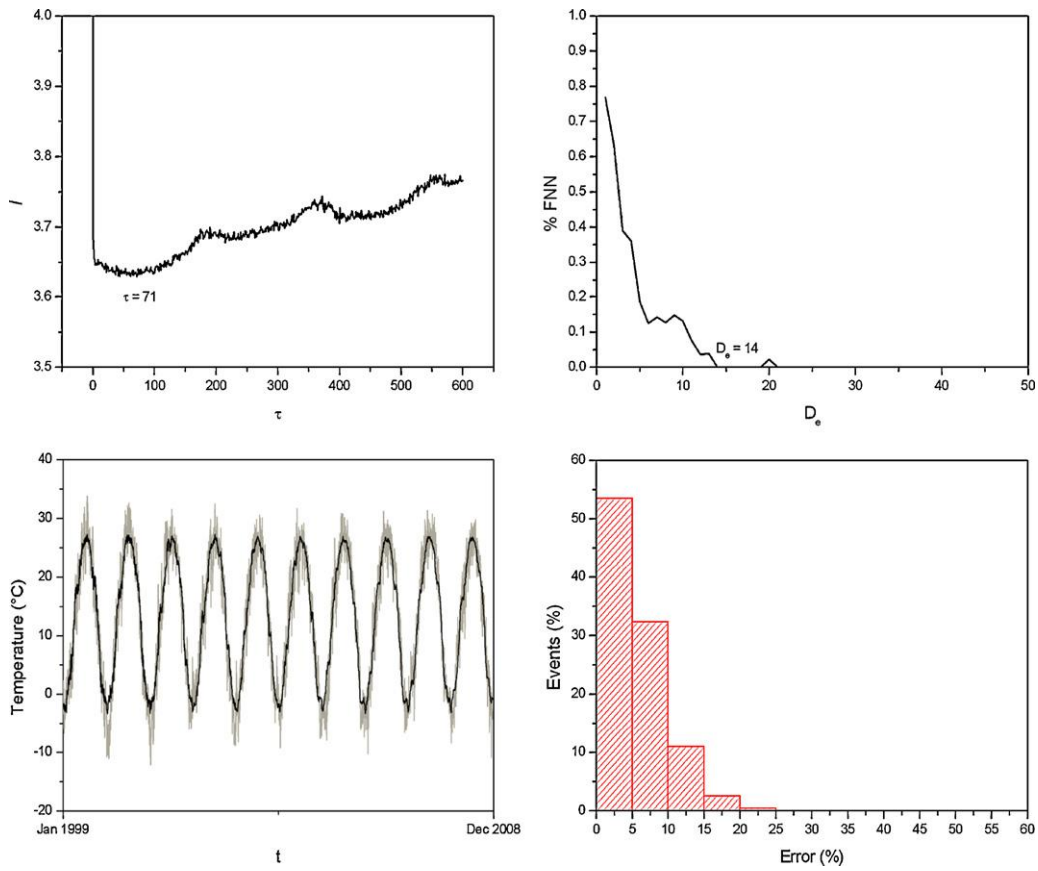 4.0
3.9
3.8
3.7
3.6
3.5
I
τ = 71
0 100 200 300 400 500 600
τ
1.0
0.9
0.8
0.7
0.6
0.5
0.4
0.3
0.2
0.1
0.0
% FNN
De = 14
0 10 20 30 40 50
De
40
30
20
10
0
-10
-20
Temperature (°C)
Jan 1999 Dec 2008
t
60
50
40
30
20
10
0
Events (%)
0 5 10 15 20 25 30 35 40 45 50 55 60
Error (%)